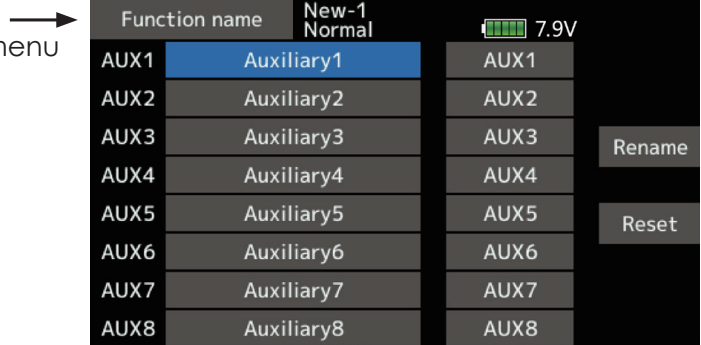 Function name New-1
Normal
7.9V
menu
AUX1 Auxiliary1 AUX1
AUX2 Auxiliary2 AUX2
AUX3 Auxiliary3 AUX3
Rename
AUX4 Auxiliary4 AUX4
AUX5 Auxiliary5 AUX5
Reset
AUX6 Auxiliary6 AUX6
AUX7 Auxiliary7 AUX7
AUX8 Auxiliary8 AUX8